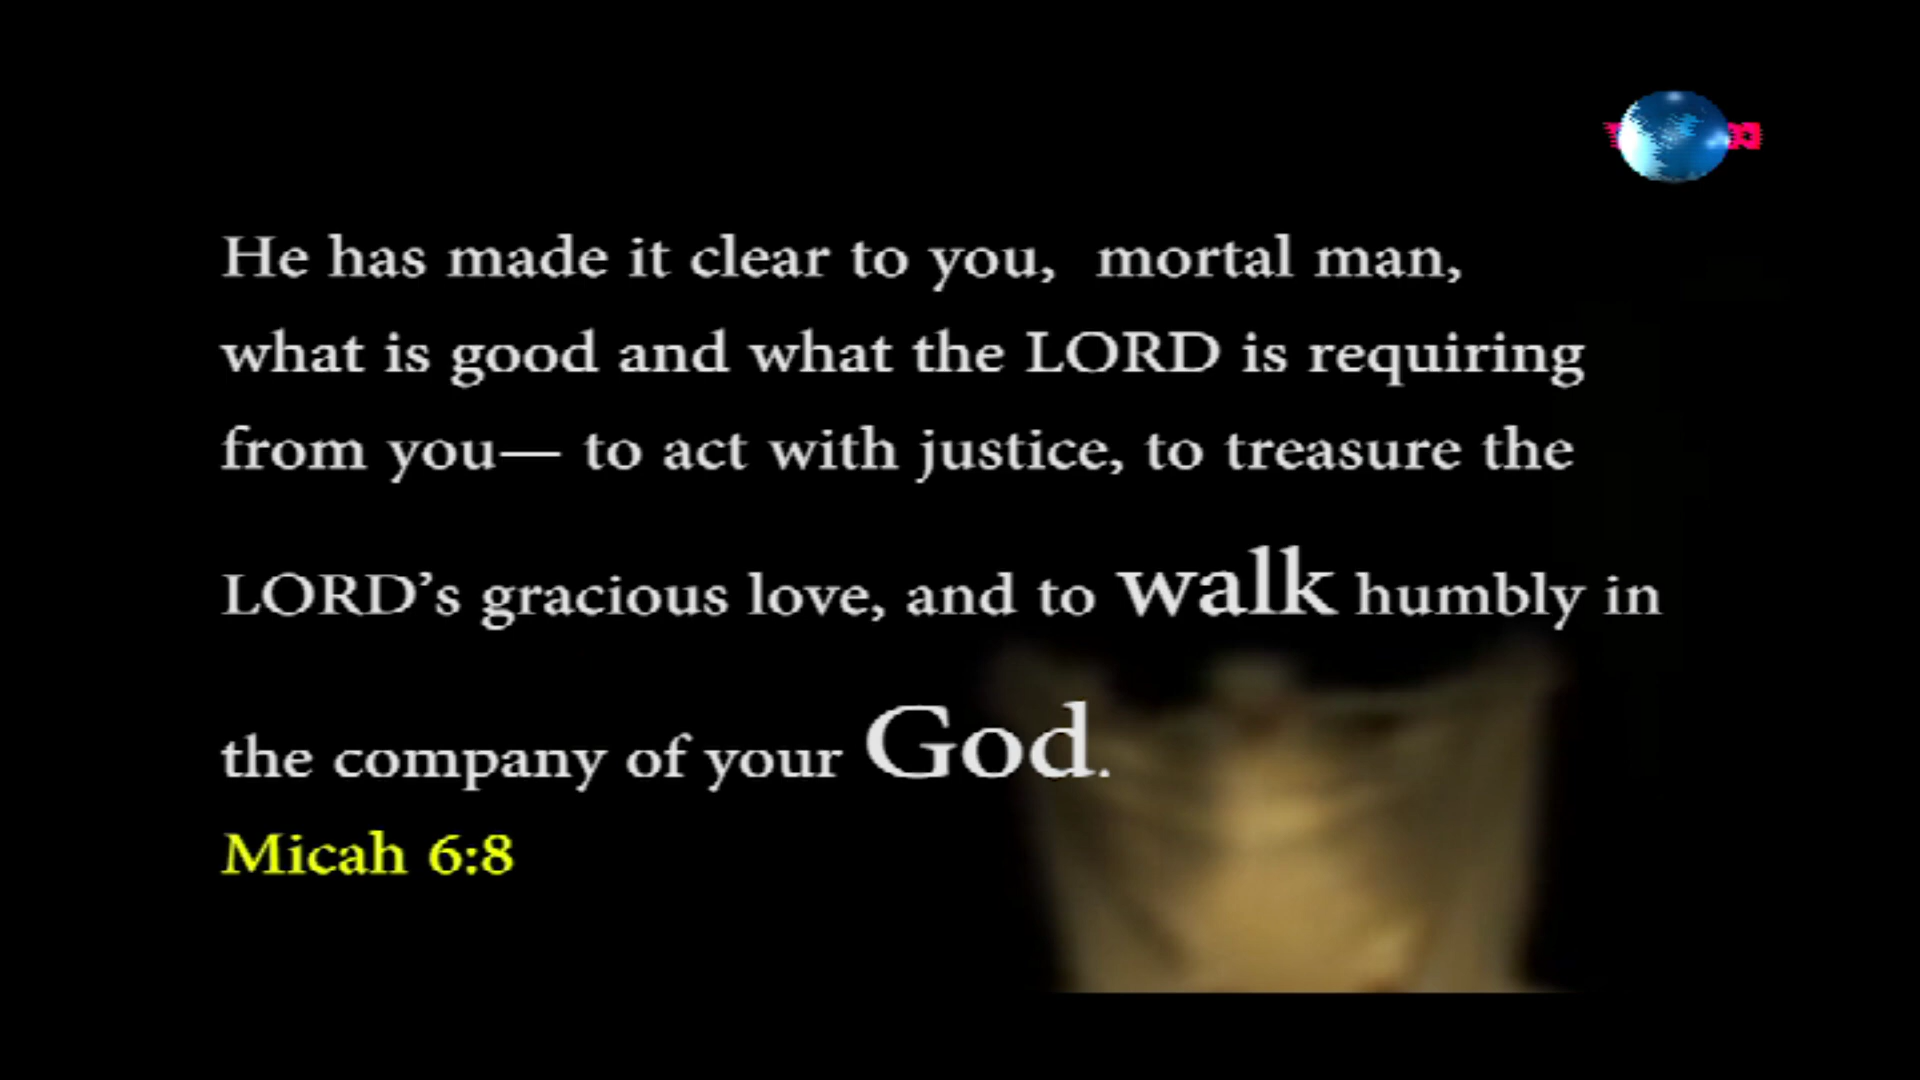 He has made it clear to you,  mortal man,
what is good and what the LORD is requiring
from you— to act with justice, to treasure the
LORD’s gracious love, and to walk humbly in
the company of your God.
Micah 6:8